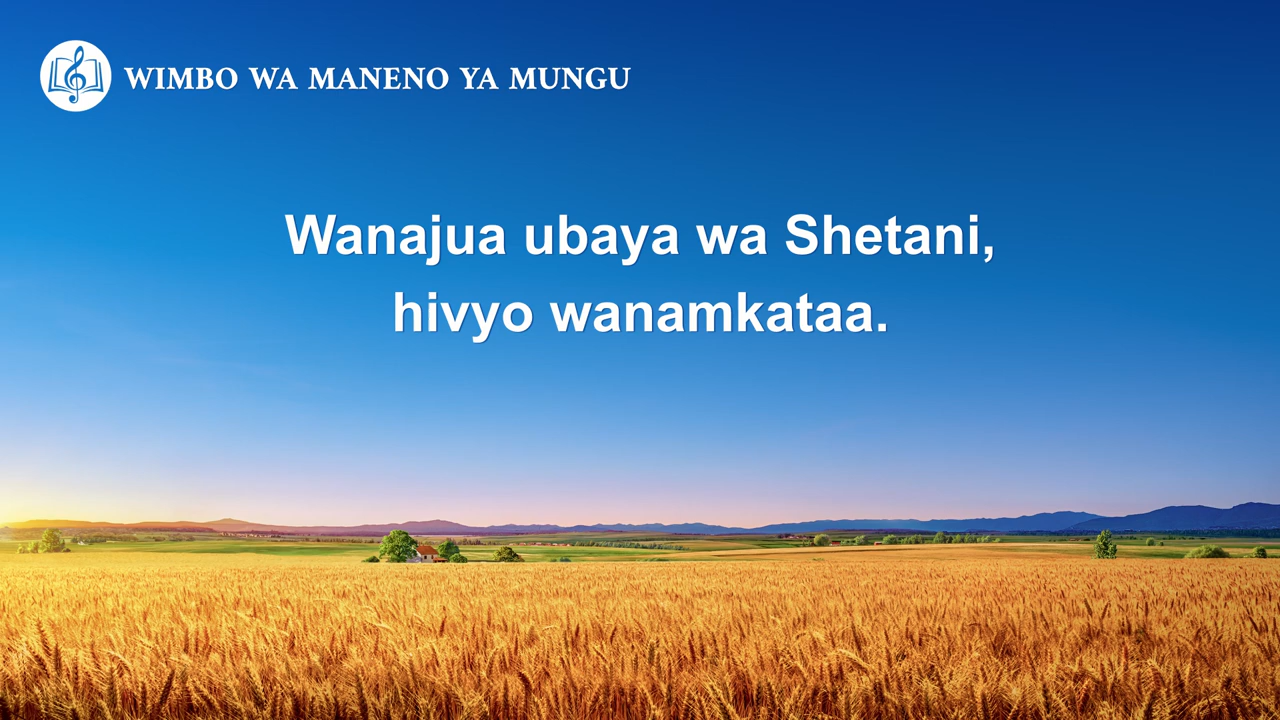 WIMBO WA MANENO YA MUNGU
Wanajua ubaya wa Shetani,
hivyo wanamkataa.